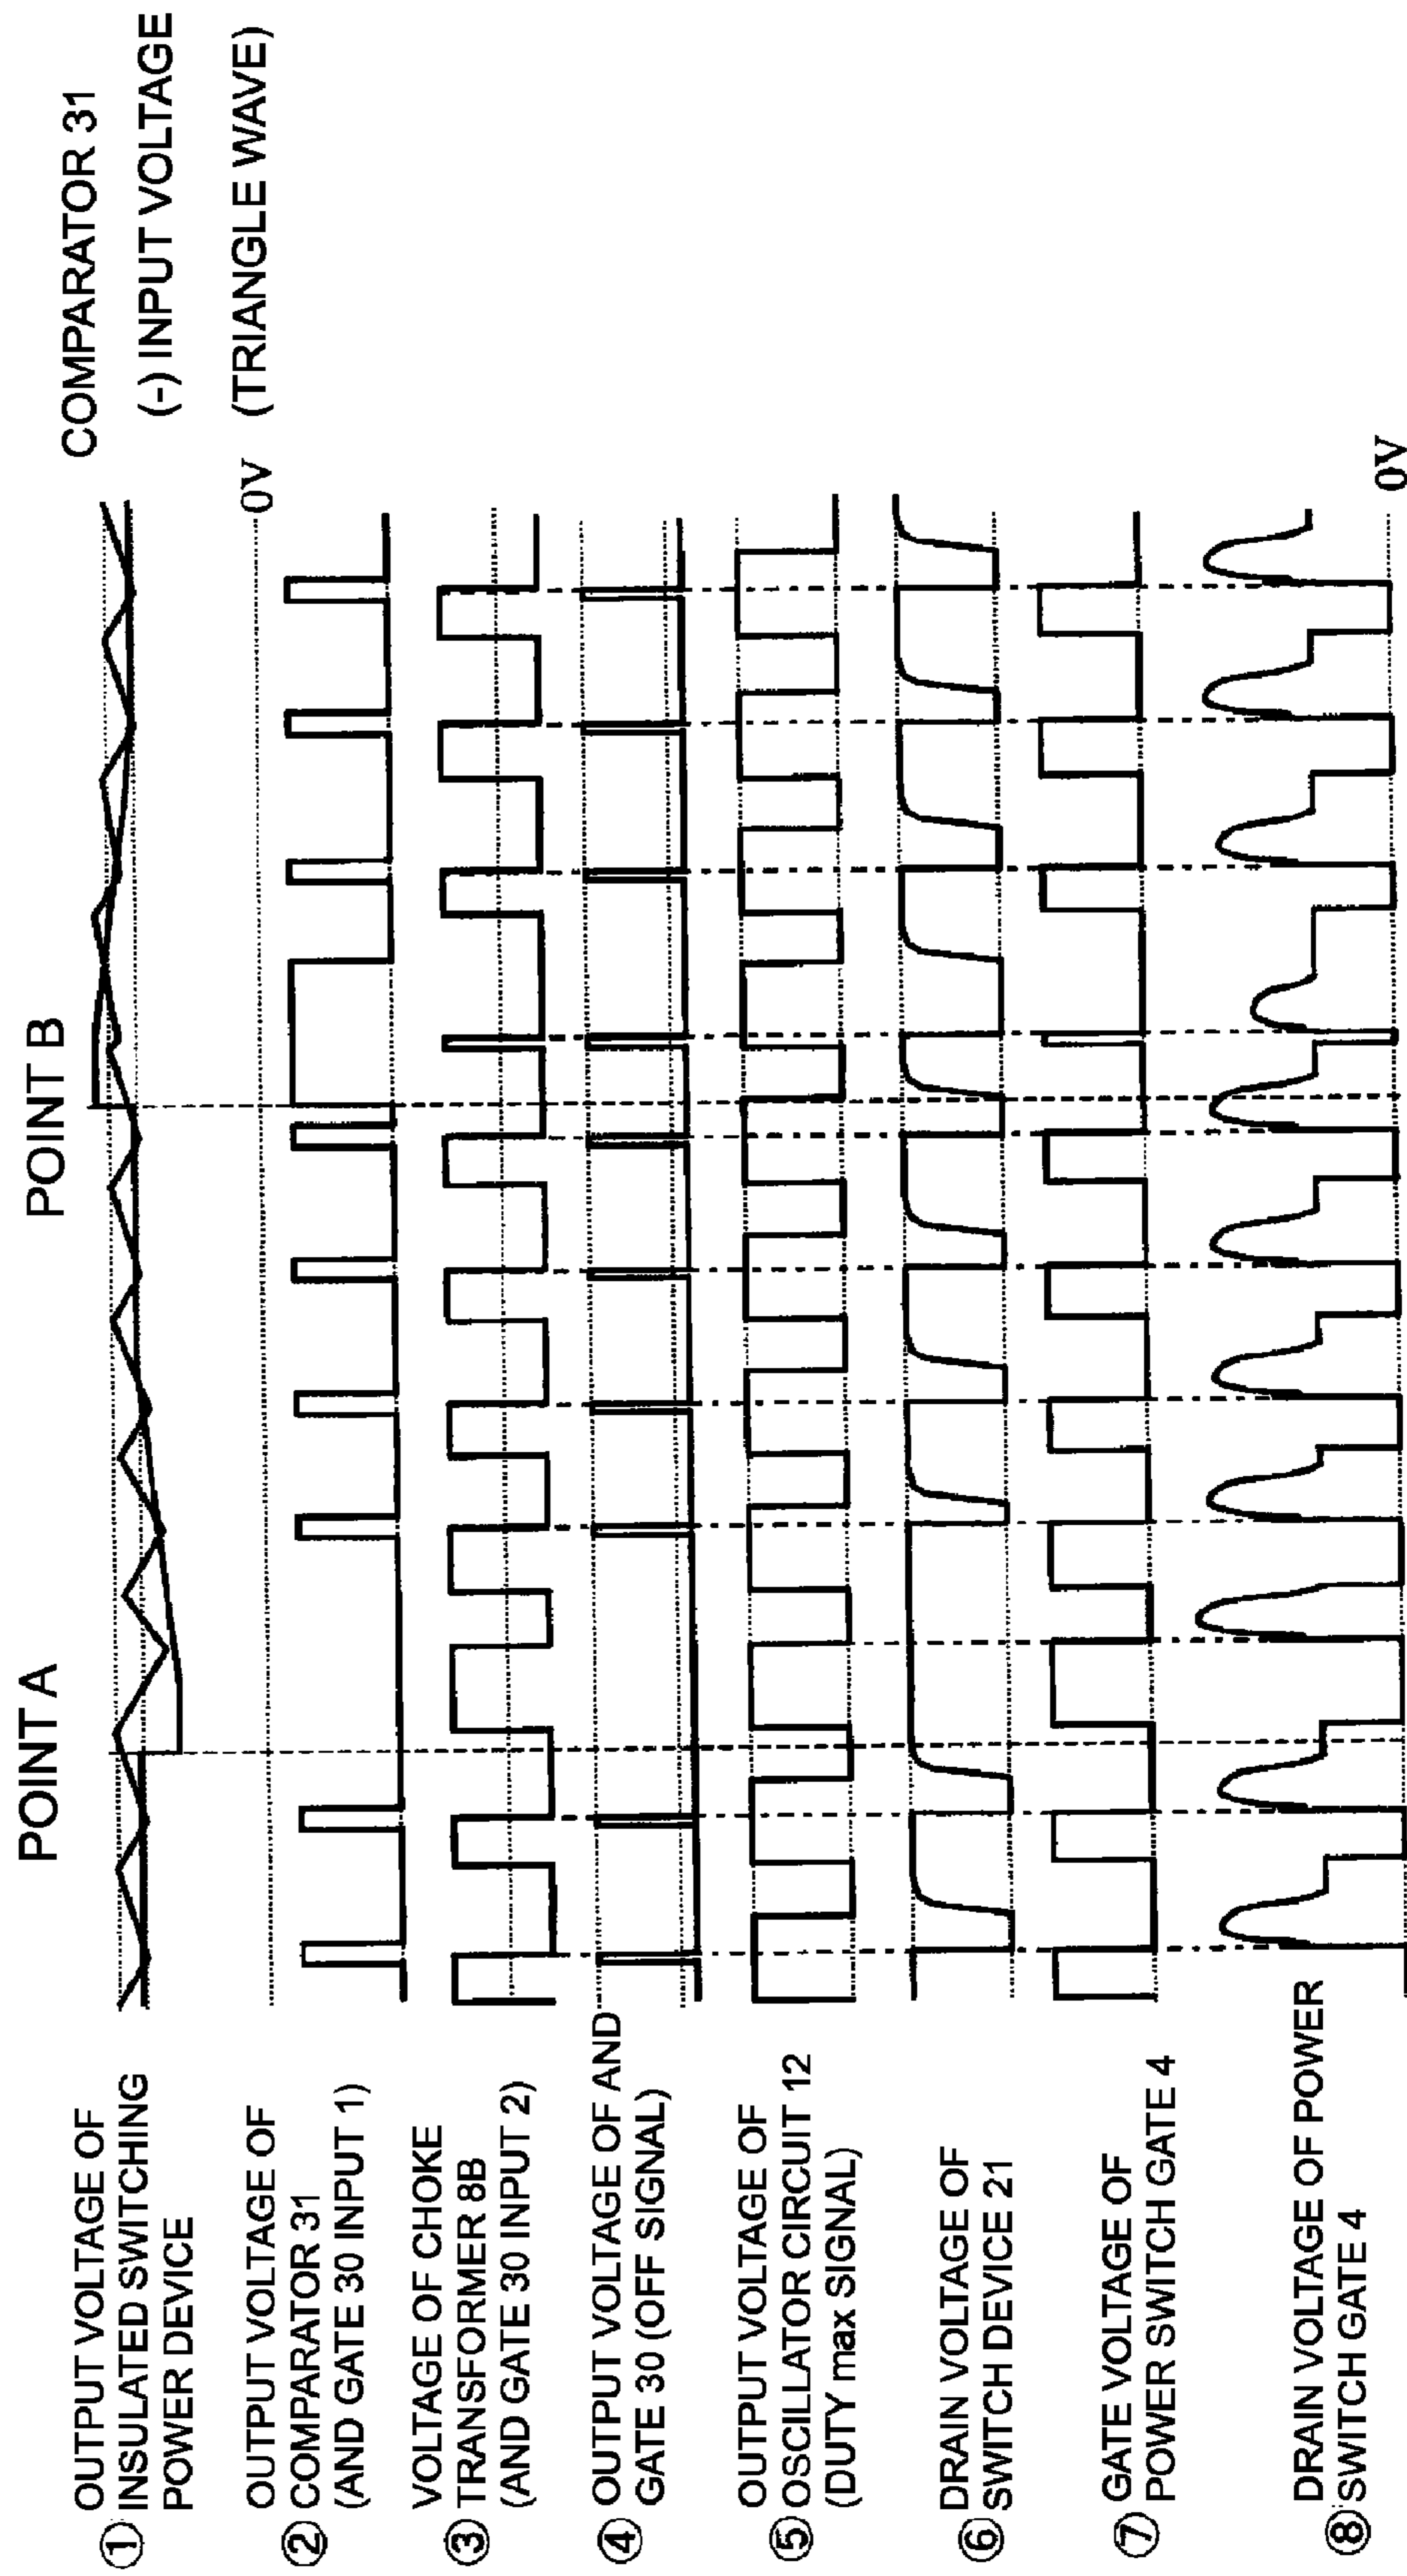 POINT A
POINT B
COMPARATOR 31
(-) INPUT VOLTAGE
(TRIANGLE WAVE)
0V
① OUTPUT VOLTAGE OF
INSULATED SWITCHING
POWER DEVICE
② OUTPUT VOLTAGE OF
COMPARATOR 31
(AND GATE 30 INPUT 1)
③ VOLTAGE OF CHOKE
TRANSFORMER 8B
(AND GATE 30 INPUT 2)
④ OUTPUT VOLTAGE OF AND
GATE 30 (OFF SIGNAL)
⑤ OUTPUT VOLTAGE OF
OSCILLATOR CIRCUIT 12
(DUTY max SIGNAL)
⑥ DRAIN VOLTAGE OF
SWITCH DEVICE 21
⑦ GATE VOLTAGE OF
POWER SWITCH GATE 4
⑧ DRAIN VOLTAGE OF POWER
SWITCH GATE 4
0V